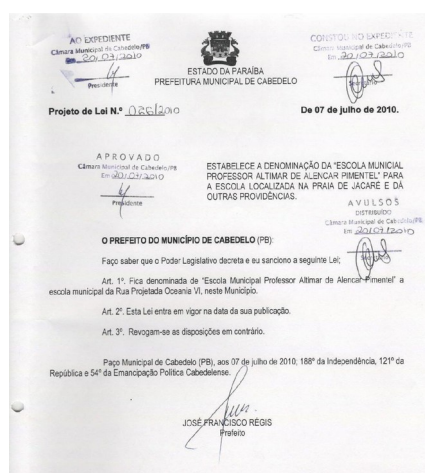 AO EXPEDIENTE
Câmara Municipal de Cabedelo/PB
20/07/2010
Presidente
CONSTOU NO EXPEDIENTE
Câmara Municipal de Cabedelo/PB
Em 20/07/2010
ESTADO DA PARAÍBA
PREFEITURA MUNICIPAL DE CABEDELO
Projeto de Lei N.º 026/2010
De 07 de julho de 2010.
APROVADO
Câmara Municipal de Cabedelo/PB
Em 20/07/2010
Presidente
ESTABELECE A DENOMINAÇÃO DA "ESCOLA MUNICIAL
PROFESSOR ALTIMAR DE ALENCAR PIMENTEL" PARA
A ESCOLA LOCALIZADA NA PRAIA DE JACARÉ E DÁ
OUTRAS PROVIDÊNCIAS.
AVULSOS
DISTRIBUÍDO
Câmara Municipal de Cabedelo/PB
Em 20/07/2010
O PREFEITO DO MUNICÍPIO DE CABEDELO (PB):
Faço saber que o Poder Legislativo decreta e eu sanciono a seguinte Lei;
Art. 1º. Fica denominada de "Escola Municipal Professor Altimar de Alencar Pimentel" a
escola municipal da Rua Projetada Oceania VI, neste Município.
Art. 2º. Esta Lei entra em vigor na data da sua publicação.
Art. 3º. Revogam-se as disposições em contrário.
Paço Municipal de Cabedelo (PB), aos 07 de julho de 2010; 188º da Independência, 121º da
República e 54º da Emancipação Política Cabedelense.
JOSÉ FRANCISCO RÉGIS
Prefeito